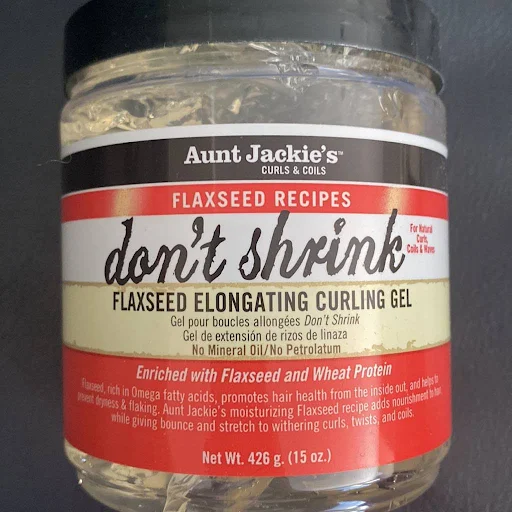 Aunt Jackie's™
CURLS & COILS
FLAXSEED RECIPES
don't shrink
For Natural
Curls,
Coils & Waves
FLAXSEED ELONGATING CURLING GEL
Gel pour boucles allongées Don't Shrink
Gel de extensión de rizos de linaza
No Mineral Oil/No Petrolatum
Enriched with Flaxseed and Wheat Protein
Flaxseed, rich in Omega fatty acids, promotes hair health from the inside out, and helps to
prevent dryness & flaking. Aunt Jackie's moisturizing Flaxseed recipe adds nourishment to hair
while giving bounce and stretch to withering curls, twists, and coils.
Net Wt. 426 g. (15 oz.)